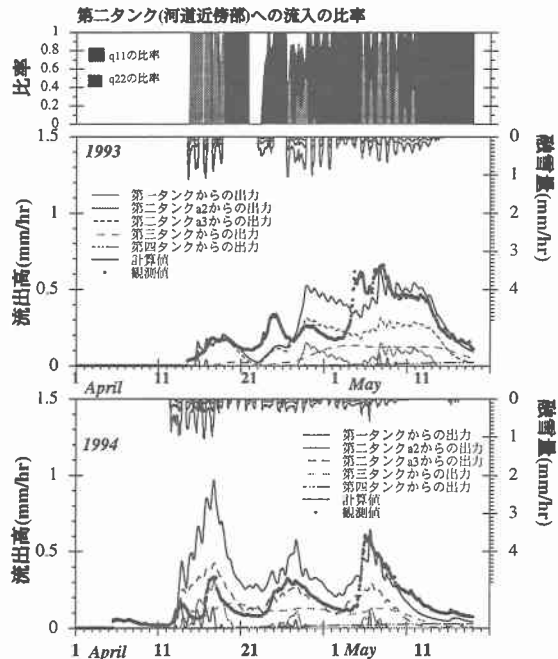 第二タンク(河道近傍部)への流入の比率
比率
1
0.8
0.6
0.4
0.2
0
q11の比率
q22の比率
1.5
1
0.5
0
流出高(mm/hr)
1993
第一タンクからの出力
第二タンクa2からの出力
第二タンクa3からの出力
第三タンクからの出力
第四タンクからの出力
計算値
観測値
0
1
2
3
4
融雪量(mm/hr)
1 April 11 21 1 May 11
1.5
1
0.5
0
流出高(mm/hr)
1994
第一タンクからの出力
第二タンクa2からの出力
第二タンクa3からの出力
第三タンクからの出力
第四タンクからの出力
計算値
観測値
0
1
2
3
4
融雪量(mm/hr)
1 April 11 21 1 May 11